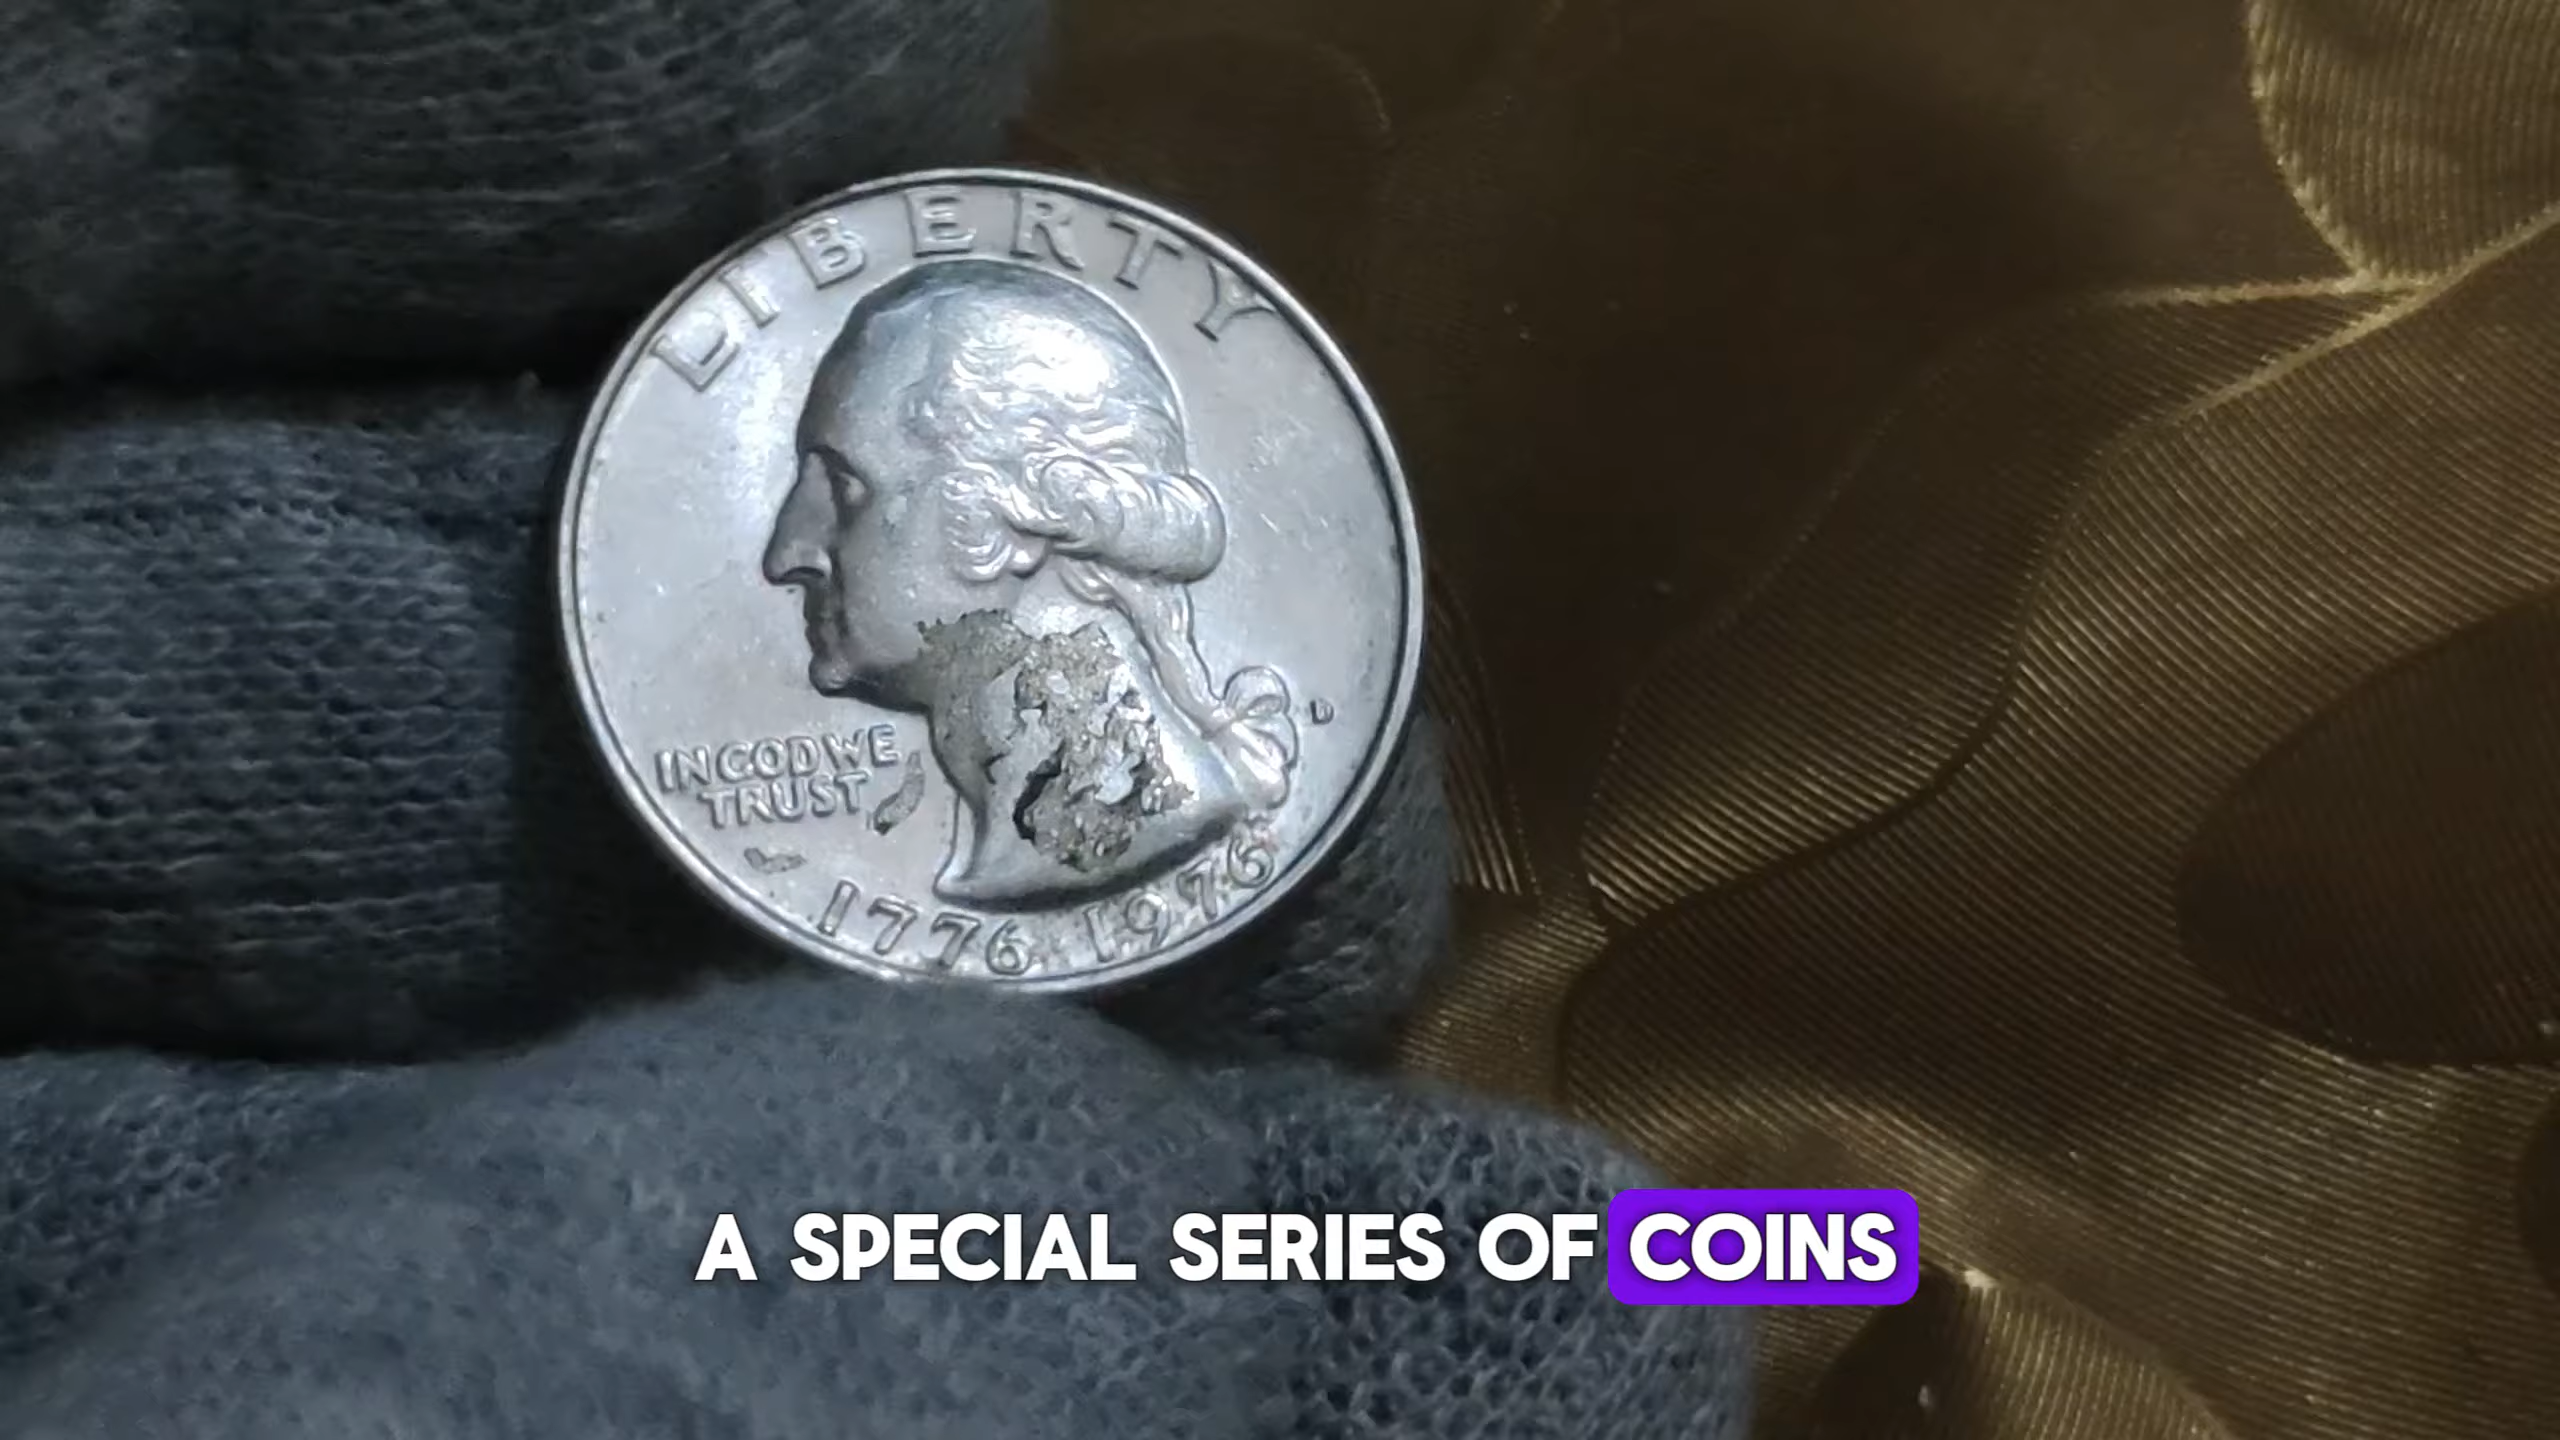 LIBERTY
IN GOD WE
TRUST
D
1776 1976
A SPECIAL SERIES OF COINS